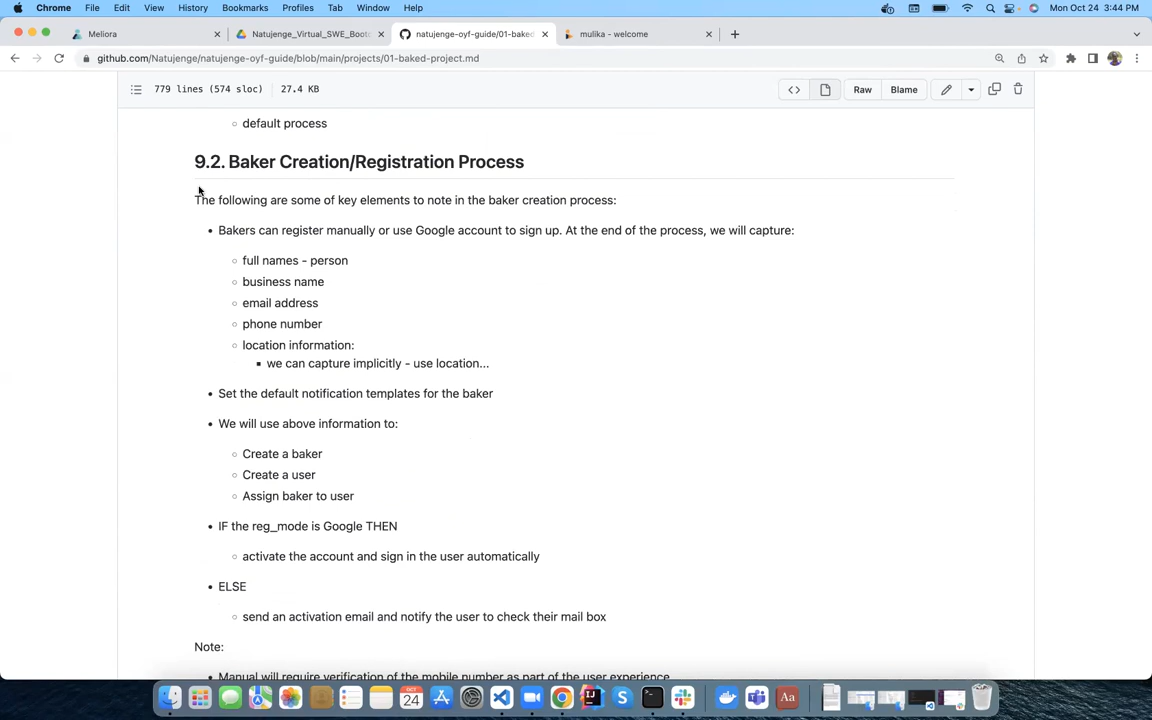 Chrome File Edit View History Bookmarks Profiles Tab Window Help Mon Oct 24 3:44 PM
Meliora Natujenge_Virtual_SWE_Boot natujenge-oyf-guide/01-baked mulika - welcome
github.com/Natujenge/natujenge-oyf-guide/blob/main/projects/01-baked-project.md
779 lines (574 sloc) 27.4 KB Raw Blame
default process
9.2. Baker Creation/Registration Process
The following are some of key elements to note in the baker creation process:
• Bakers can register manually or use Google account to sign up. At the end of the process, we will capture:
full names - person
business name
email address
phone number
location information:
we can capture implicitly - use location...
• Set the default notification templates for the baker
• We will use above information to:
Create a baker
Create a user
Assign baker to user
• IF the reg_mode is Google THEN
activate the account and sign in the user automatically
• ELSE
send an activation email and notify the user to check their mail box
Note:
• Manual will require verification of the mobile number as part of the user experience
OCT
24
Aa